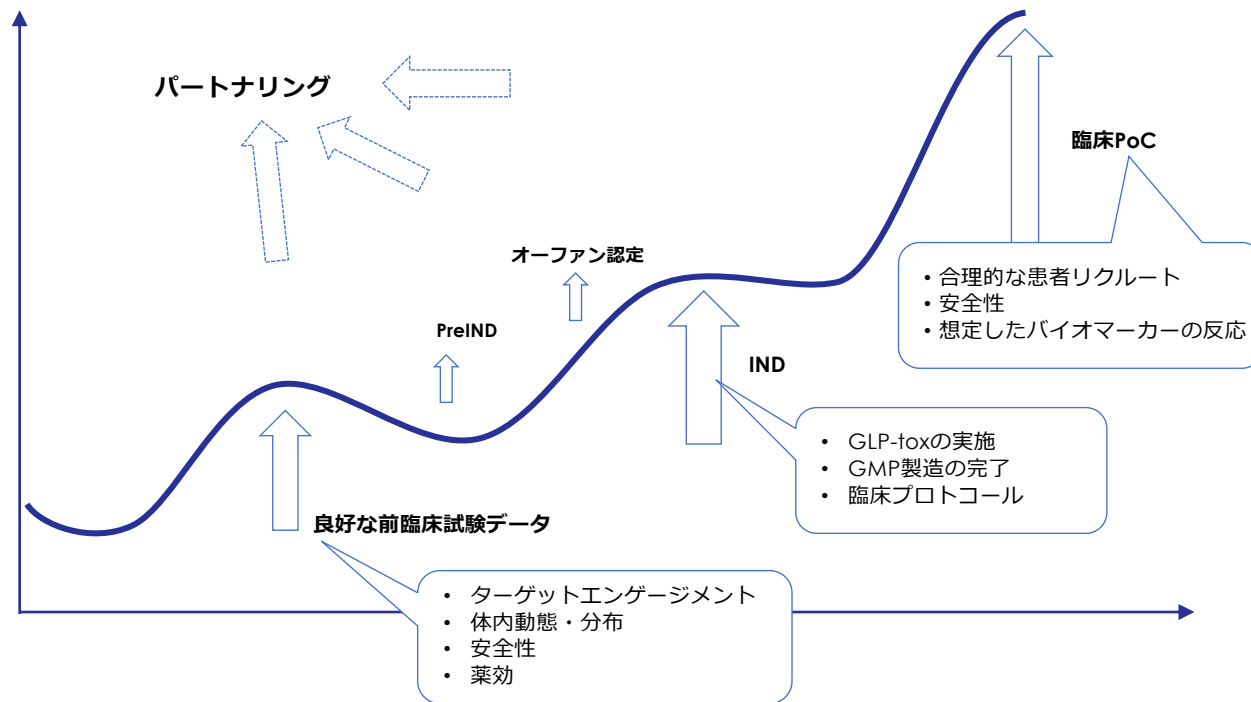 パートナリング
臨床PoC
オーファン認定
・合理的な患者リクルート
・安全性
・想定したバイオマーカーの反応
PreIND
IND
• GLP-toxの実施
• GMP製造の完了
• 臨床プロトコール
良好な前臨床試験データ
• ターゲットエンゲージメント
• 体内動態・分布
• 安全性
• 薬効